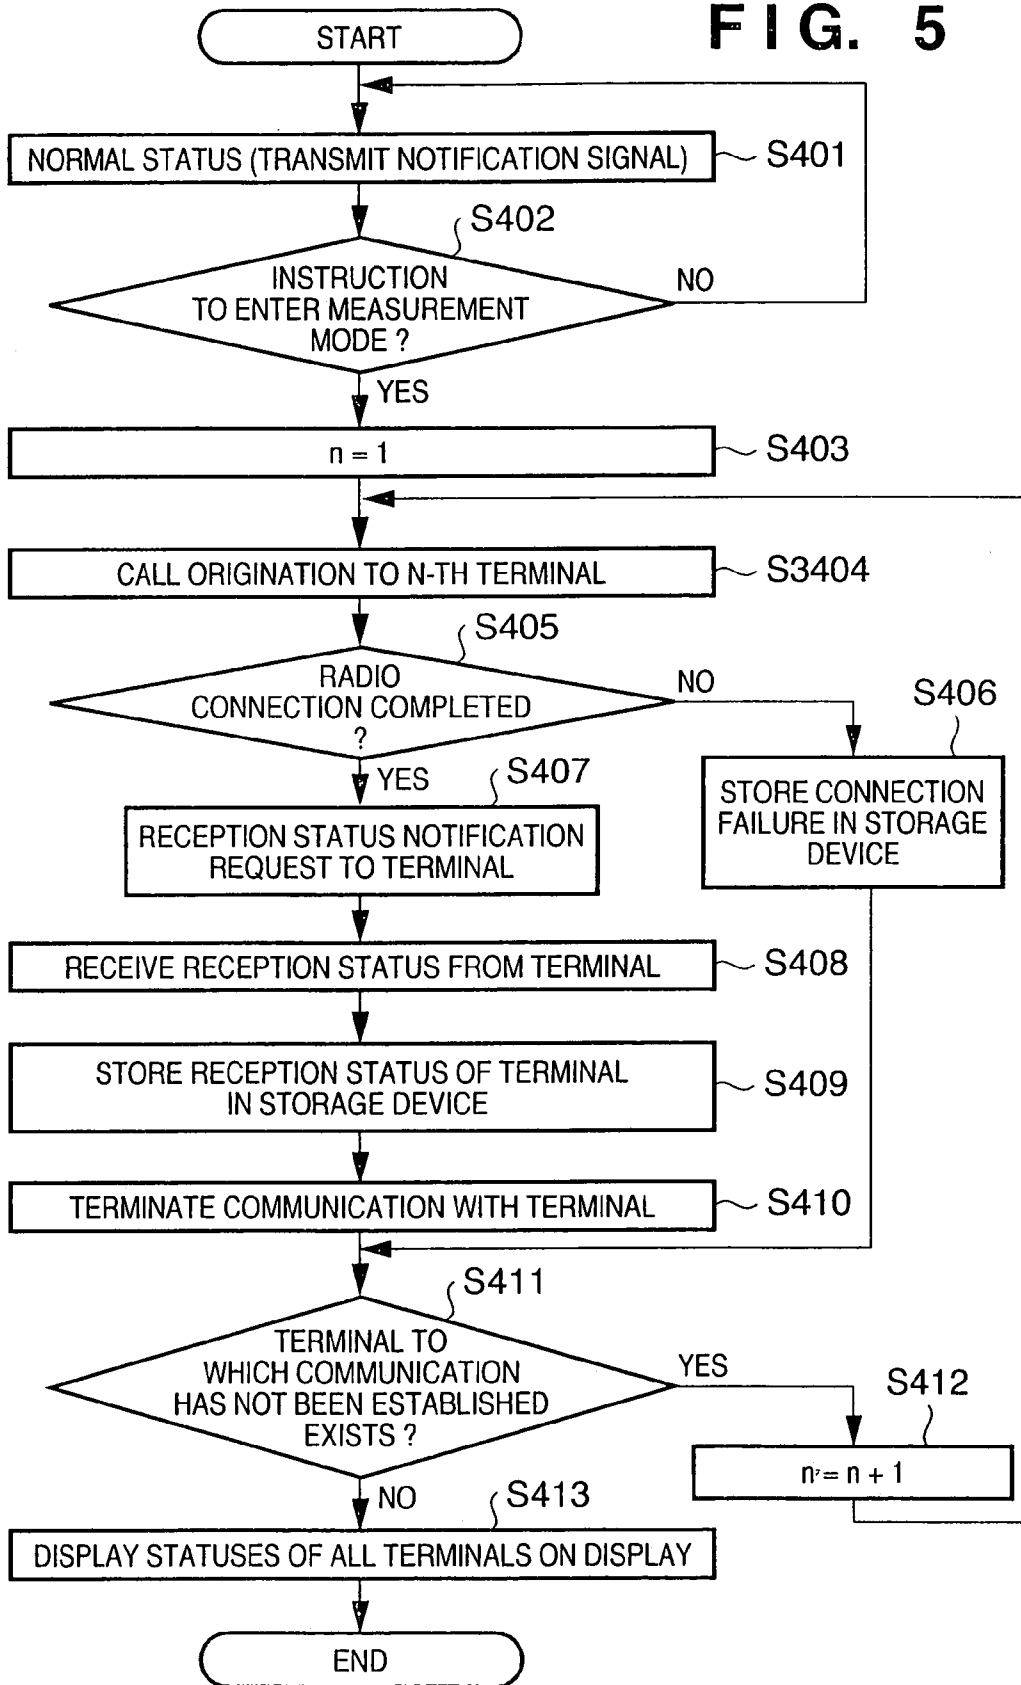 FIG. 5
START
NORMAL STATUS (TRANSMIT NOTIFICATION SIGNAL)
S401
S402
INSTRUCTION
TO ENTER MEASUREMENT
MODE ?
NO
YES
n = 1
S403
CALL ORIGINATION TO N-TH TERMINAL
S3404
S405
RADIO
CONNECTION COMPLETED
?
NO
S406
YES
S407
STORE CONNECTION
FAILURE IN STORAGE
DEVICE
RECEPTION STATUS NOTIFICATION
REQUEST TO TERMINAL
RECEIVE RECEPTION STATUS FROM TERMINAL
S408
STORE RECEPTION STATUS OF TERMINAL
IN STORAGE DEVICE
S409
TERMINATE COMMUNICATION WITH TERMINAL
S410
S411
TERMINAL TO
WHICH COMMUNICATION
HAS NOT BEEN ESTABLISHED
EXISTS ?
YES
S412
n = n + 1
NO
S413
DISPLAY STATUSES OF ALL TERMINALS ON DISPLAY
END